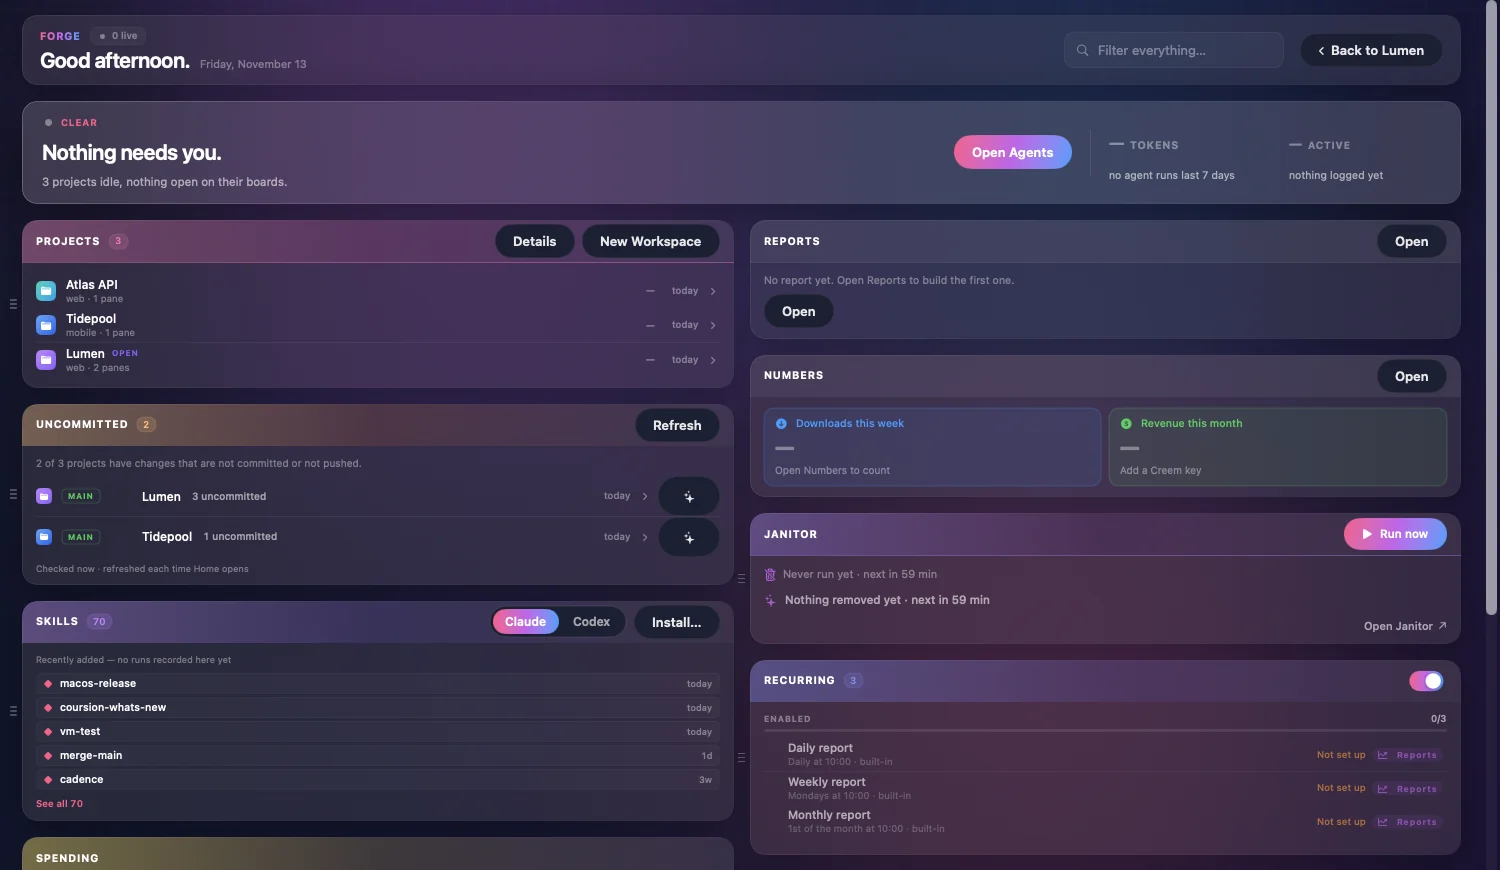 FORGE
0 live
Good afternoon.
Friday, November 13
Filter everything...
Back to Lumen
CLEAR
Nothing needs you.
3 projects idle, nothing open on their boards.
Open Agents
— TOKENS
no agent runs last 7 days
— ACTIVE
nothing logged yet
PROJECTS 3
Details
New Workspace
Atlas API
web · 1 pane
— today
Tidepool
mobile · 1 pane
— today
Lumen OPEN
web · 2 panes
— today
UNCOMMITTED 2
Refresh
2 of 3 projects have changes that are not committed or not pushed.
MAIN Lumen 3 uncommitted today
MAIN Tidepool 1 uncommitted today
Checked now · refreshed each time Home opens
SKILLS 70
Claude
Codex
Install...
Recently added — no runs recorded here yet
macos-release today
coursion-whats-new today
vm-test today
merge-main 1d
cadence 3w
See all 70
SPENDING
REPORTS
Open
No report yet. Open Reports to build the first one.
Open
NUMBERS
Open
Downloads this week
—
Open Numbers to count
Revenue this month
—
Add a Creem key
JANITOR
Run now
Never run yet · next in 59 min
Nothing removed yet · next in 59 min
Open Janitor
RECURRING 3
ENABLED 0/3
Daily report
Daily at 10:00 · built-in
Not set up Reports
Weekly report
Mondays at 10:00 · built-in
Not set up Reports
Monthly report
1st of the month at 10:00 · built-in
Not set up Reports